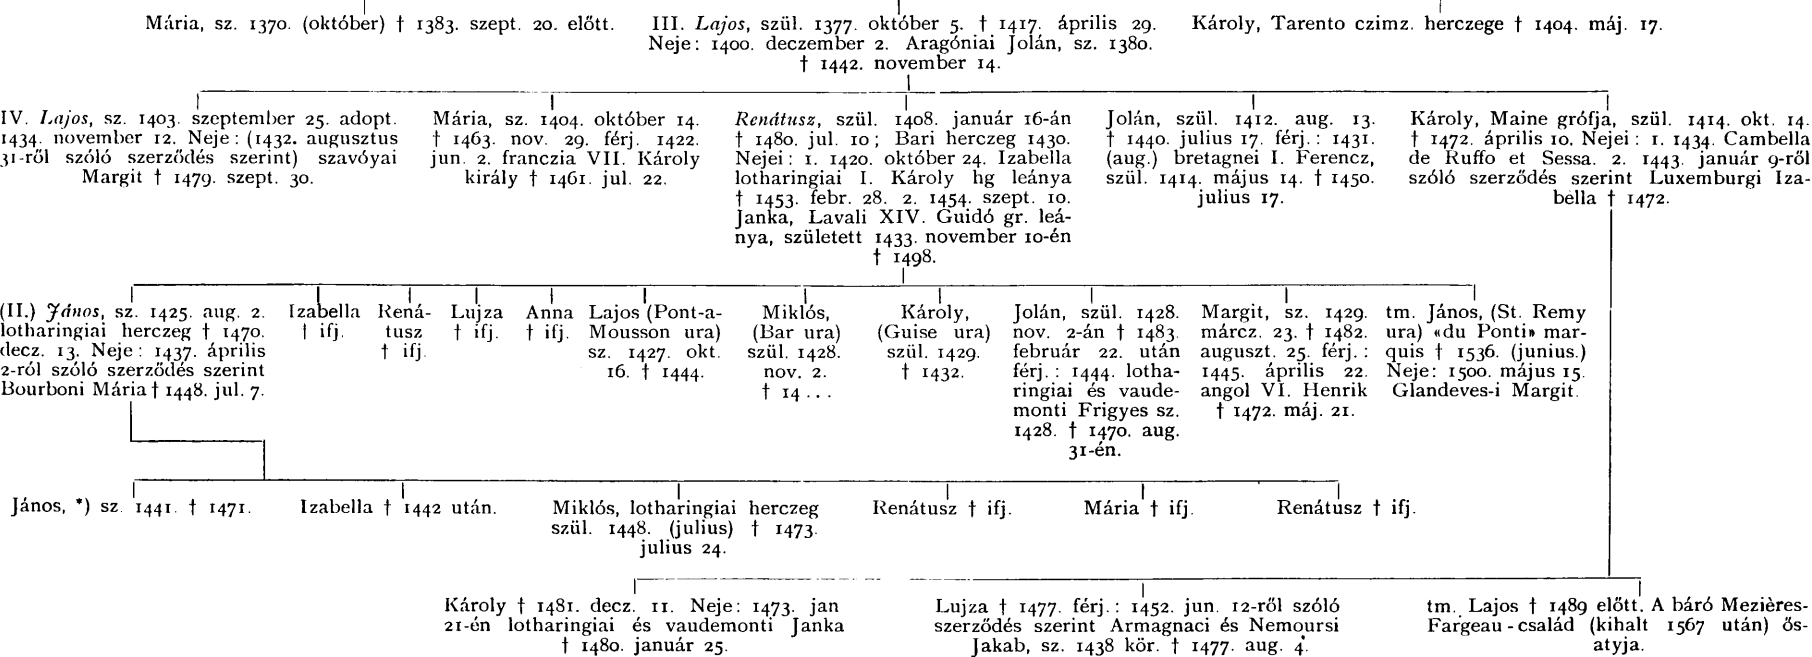 Mária, sz. 1370. (október) † 1383. szept. 20. előtt.
III. Lajos, szül. 1377. október 5. † 1417. április 29.
Neje: 1400. deczember 2. Aragóniai Jolán, sz. 1380.
† 1442. november 14.
Károly, Tarento czimz. herczege † 1404. máj. 17.
IV. Lajos, sz. 1403. szeptember 25. adopt.
1434. november 12. Neje: (1432. augusztus
31-ről szóló szerződés szerint) szavóyai
Margit † 1479. szept. 30.
Mária, sz. 1404. október 14.
† 1463. nov. 29. férj. 1422.
jun. 2. franczia VII. Károly
király † 1461. jul. 22.
Renátusz, szül. 1408. január 16-án
† 1480. jul. 10; Bari herczeg 1430.
Nejei: 1. 1420. október 24. Izabella
lotharingiai I. Károly hg leánya
† 1453. febr. 28. 2. 1454. szept. 10.
Janka, Lavali XIV. Guidó gr. leá-
nya, született 1433. november 10-én
† 1498.
Jolán, szül. 1412. aug. 13.
† 1440. julius 17. férj.: 1431.
(aug.) bretagnei I. Ferencz,
szül. 1414. május 14. † 1450.
julius 17.
Károly, Maine grófja, szül. 1414. okt. 14.
† 1472. április 10. Nejei: 1. 1434. Cambella
de Ruffo et Sessa. 2. 1443. január 9-ről
szóló szerződés szerint Luxemburgi Iza-
bella † 1472.
(II.) János, sz. 1425. aug. 2.
lotharingiai herczeg † 1470.
decz. 13. Neje: 1437. április
2-ról szóló szerződés szerint
Bourboni Mária † 1448. jul. 7.
Izabella
† ifj.
Rená-
tusz
† ifj.
Lujza
† ifj.
Anna
† ifj.
Lajos (Pont-a-
Mousson ura)
sz. 1427. okt.
16. † 1444.
Miklós,
(Bar ura)
szül. 1428.
nov. 2.
† 14...
Károly,
(Guise ura)
szül. 1429.
† 1432.
Jolán, szül. 1428.
nov. 2-án † 1483.
február 22. után
férj.: 1444. lotha-
ringiai és vaude-
monti Frigyes sz.
1428. † 1470. aug.
31-én.
Margit, sz. 1429.
márcz. 23. † 1482.
auguszt. 25. férj.:
1445. április 22.
angol VI. Henrik
† 1472. máj. 21.
tm. János, (St. Remy
ura) «du Ponti» mar-
quis † 1536. (junius.)
Neje: 1500. május 15.
Glandeves-i Margit.
János, *) sz. 1441. † 1471.
Izabella † 1442 után.
Miklós, lotharingiai herczeg
szül. 1448. (julius) † 1473.
julius 24.
Renátusz † ifj.
Mária † ifj.
Renátusz † ifj.
Károly † 1481. decz. 11. Neje: 1473. jan
21-én lotharingiai és vaudemonti Janka
† 1480. január 25.
Lujza † 1477. férj.: 1452. jun. 12-ről szóló
szerződés szerint Armagnaci és Nemoursi
Jakab, sz. 1438 kör. † 1477. aug. 4.
tm. Lajos † 1489 előtt. A báró Mezières-
Fargeau-család (kihalt 1567 után) ős-
atyja.